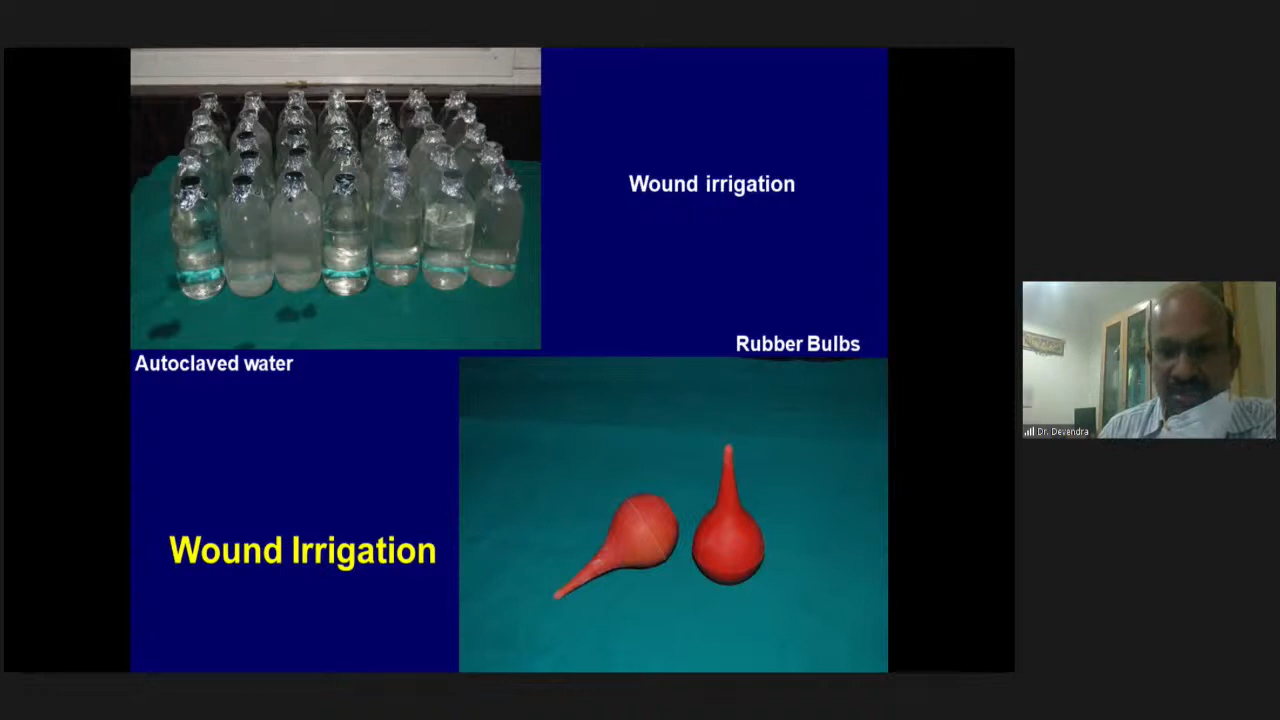 Wound irrigation
Rubber Bulbs
Autoclaved water
Wound Irrigation
Dr. Devendra